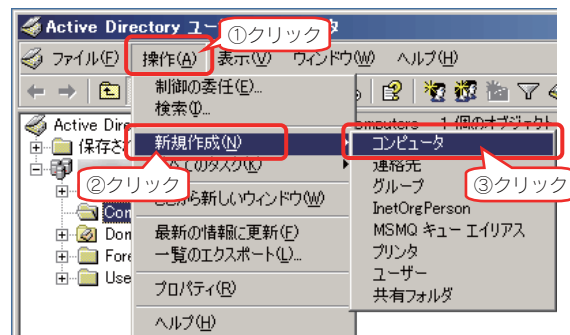 Active Directory ユー
①クリック
ファイル(F) 操作(A) 表示(V) ウィンドウ(W) ヘルプ(H)
制御の委任(E)...
検索(I)...
Active Dire
1 個のオブジェクト
保存さ
新規作成(N)
コンピュータ
べてのタスク(K)
連絡先
②クリック
③クリック
グループ
ここから新しいウィンドウ(W)
Con
InetOrgPerson
Don
最新の情報に更新(F)
MSMQ キュー エイリアス
Fore
一覧のエクスポート(L)...
プリンタ
Use
ユーザー
プロパティ(R)
共有フォルダ
ヘルプ(H)